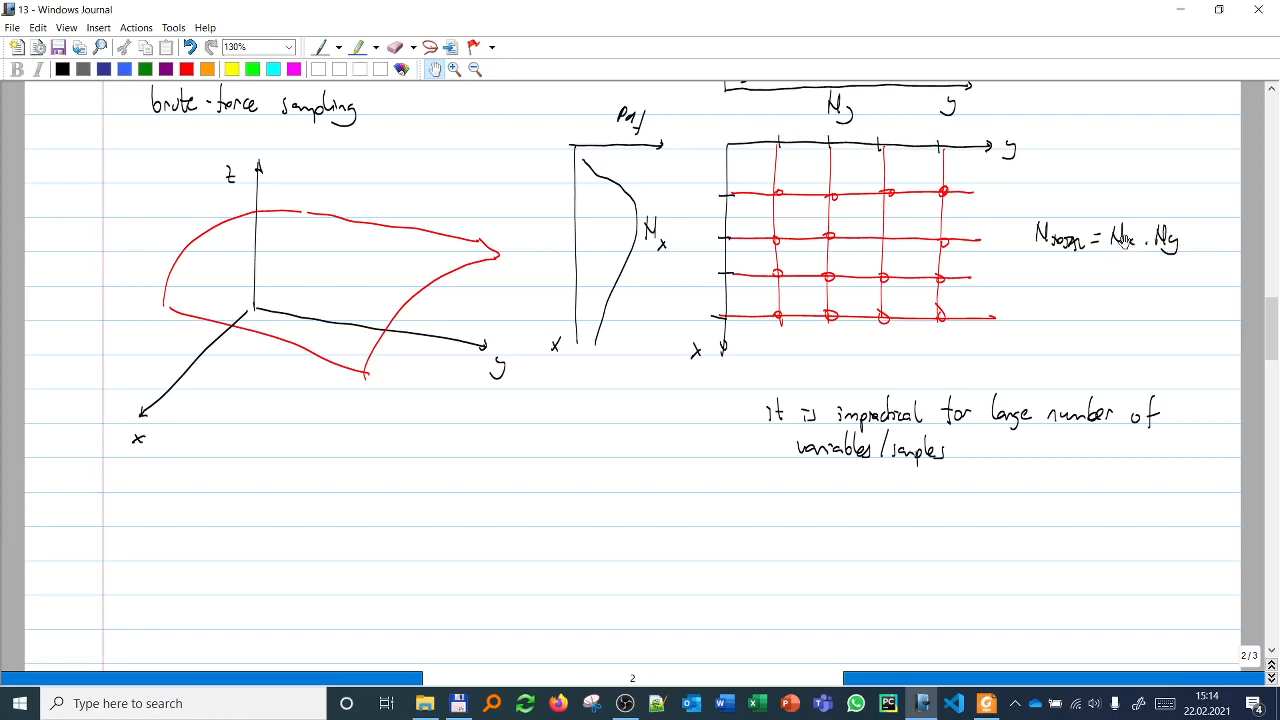 13 - Windows Journal
File Edit View Insert Actions Tools Help
130%
B I
brute-force sampling
Pdf
Ny
y
y
z
Nx
Ntotal = Nx . Ny
x
x
y
x
It is impractical for large number of
variables/samples
2/3
2
Type here to search
15:14
22.02.2021